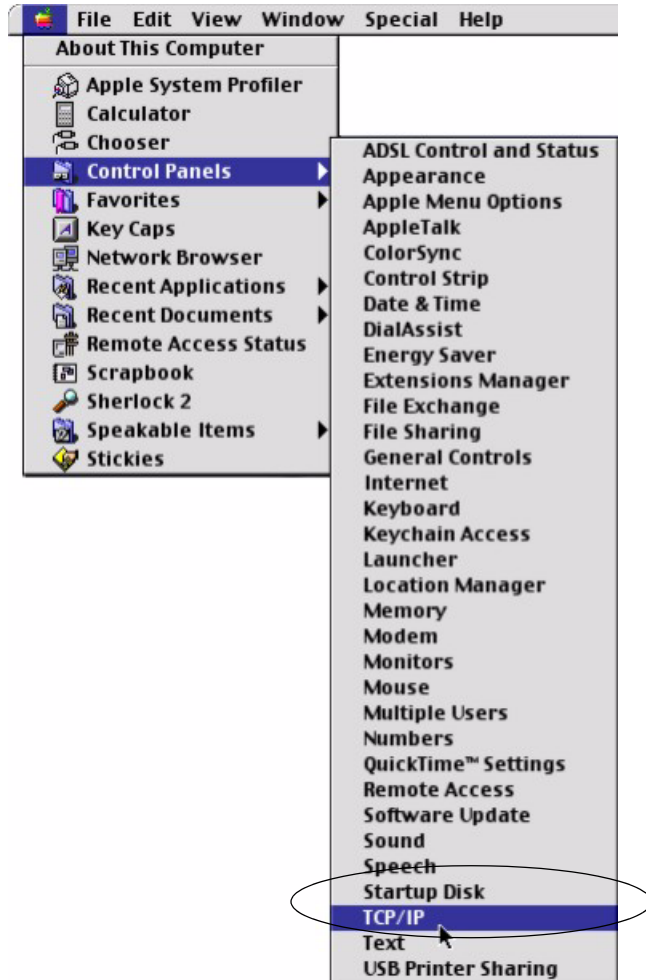 File Edit View Window Special Help
About This Computer
Apple System Profiler
Calculator
Chooser
Control Panels
Favorites
Key Caps
Network Browser
Recent Applications
Recent Documents
Remote Access Status
Scrapbook
Sherlock 2
Speakable Items
Stickies
ADSL Control and Status
Appearance
Apple Menu Options
AppleTalk
ColorSync
Control Strip
Date & Time
DialAssist
Energy Saver
Extensions Manager
File Exchange
File Sharing
General Controls
Internet
Keyboard
Keychain Access
Launcher
Location Manager
Memory
Modem
Monitors
Mouse
Multiple Users
Numbers
QuickTime™ Settings
Remote Access
Software Update
Sound
Speech
Startup Disk
TCP/IP
Text
USB Printer Sharing